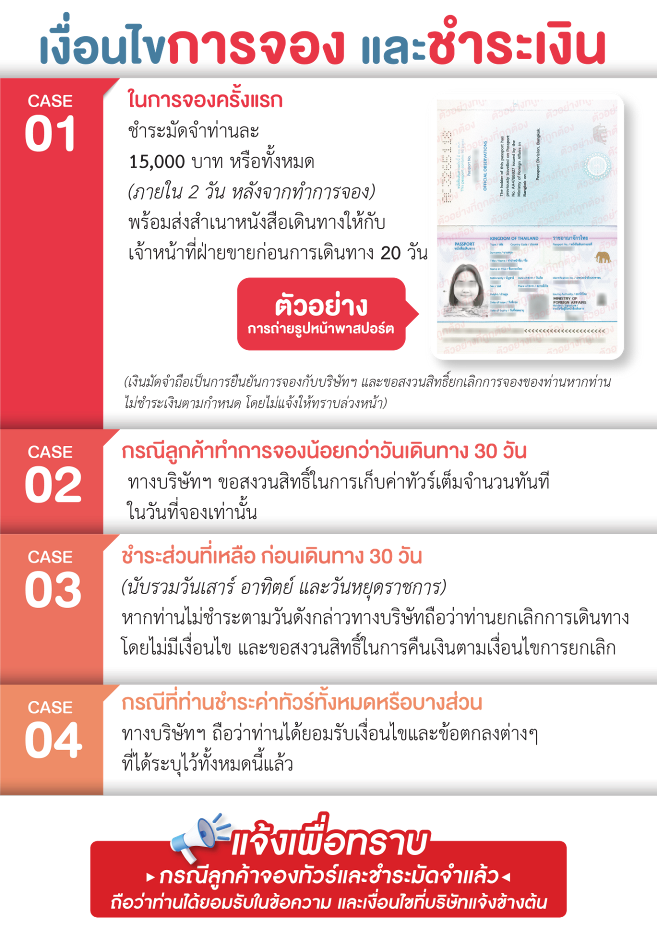 เงื่อนไขการจอง และชำระเงิน
CASE
01
ในการจองครั้งแรก
ชำระมัดจำท่านละ
15,000 บาท หรือทั้งหมด
(ภายใน 2 วัน หลังจากทำการจอง)
พร้อมส่งสำเนาหนังสือเดินทางให้กับ
เจ้าหน้าที่ฝ่ายขายก่อนการเดินทาง 20 วัน
OFFICIAL OBSERVATIONS
PASSPORT
KINGDOM OF THAILAND
ราชอาณาจักรไทย
MINISTRY OF
FOREIGN AFFAIRS
ตัวอย่าง
การถ่ายรูปหน้าพาสปอร์ต
(เงินมัดจำถือเป็นการยืนยันการจองกับบริษัทฯ และขอสงวนสิทธิ์ยกเลิกการจองของท่านหากท่าน
ไม่ชำระเงินตามกำหนด โดยไม่แจ้งให้ทราบล่วงหน้า)
CASE
02
กรณีลูกค้าทำการจองน้อยกว่าวันเดินทาง 30 วัน
ทางบริษัทฯ ขอสงวนสิทธิ์ในการเก็บค่าทัวร์เต็มจำนวนทันที
ในวันที่จองเท่านั้น
CASE
03
ชำระส่วนที่เหลือ ก่อนเดินทาง 30 วัน
(นับรวมวันเสาร์ อาทิตย์ และวันหยุดราชการ)
หากท่านไม่ชำระตามวันดังกล่าวทางบริษัทถือว่าท่านยกเลิกการเดินทาง
โดยไม่มีเงื่อนไข และขอสงวนสิทธิ์ในการคืนเงินตามเงื่อนไขการยกเลิก
CASE
04
กรณีที่ท่านชำระค่าทัวร์ทั้งหมดหรือบางส่วน
ทางบริษัทฯ ถือว่าท่านได้ยอมรับเงื่อนไขและข้อตกลงต่างๆ
ที่ได้ระบุไว้ทั้งหมดนี้แล้ว
แจ้งเพื่อทราบ
กรณีลูกค้าจองทัวร์และชำระมัดจำแล้ว
ถือว่าท่านได้ยอมรับในข้อความ และเงื่อนไขที่บริษัทแจ้งข้างต้น